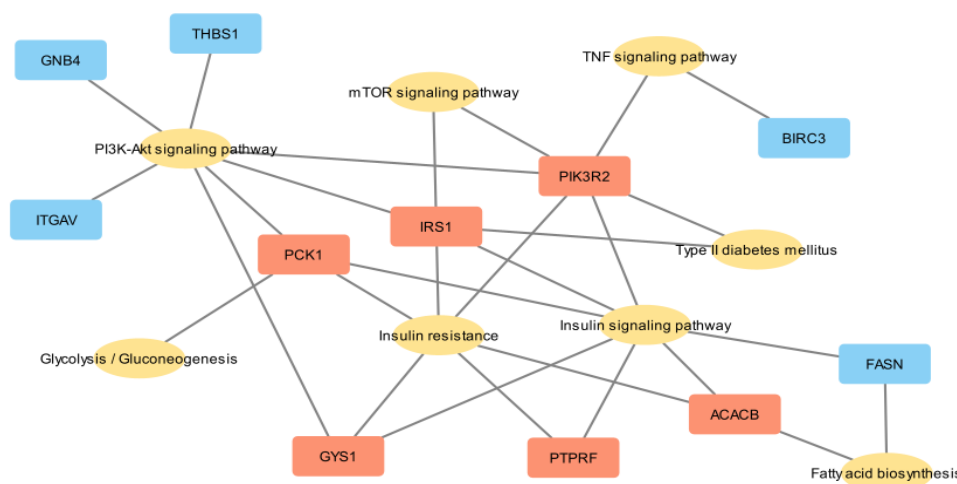 THBS1
GNB4
TNF signaling pathway
mTOR signaling pathway
BIRC3
PI3K-Akt signaling pathway
PIK3R2
ITGAV
IRS1
PCK1
Type II diabetes mellitus
Insulin signaling pathway
Insulin resistance
Glycolysis / Gluconeogenesis
FASN
ACACB
GYS1
PTPRF
Fatty acid biosynthesis